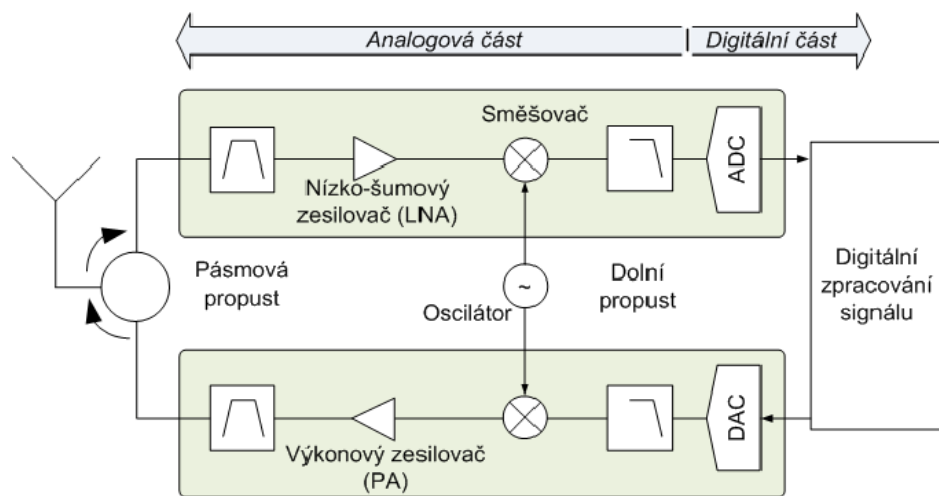 Analogová část
Digitální část
Směšovač
Nízko-šumový
zesilovač (LNA)
ADC
Pásmová
propust
Oscilátor
~
Dolní
propust
Digitální
zpracování
signálu
Výkonový zesilovač
(PA)
DAC